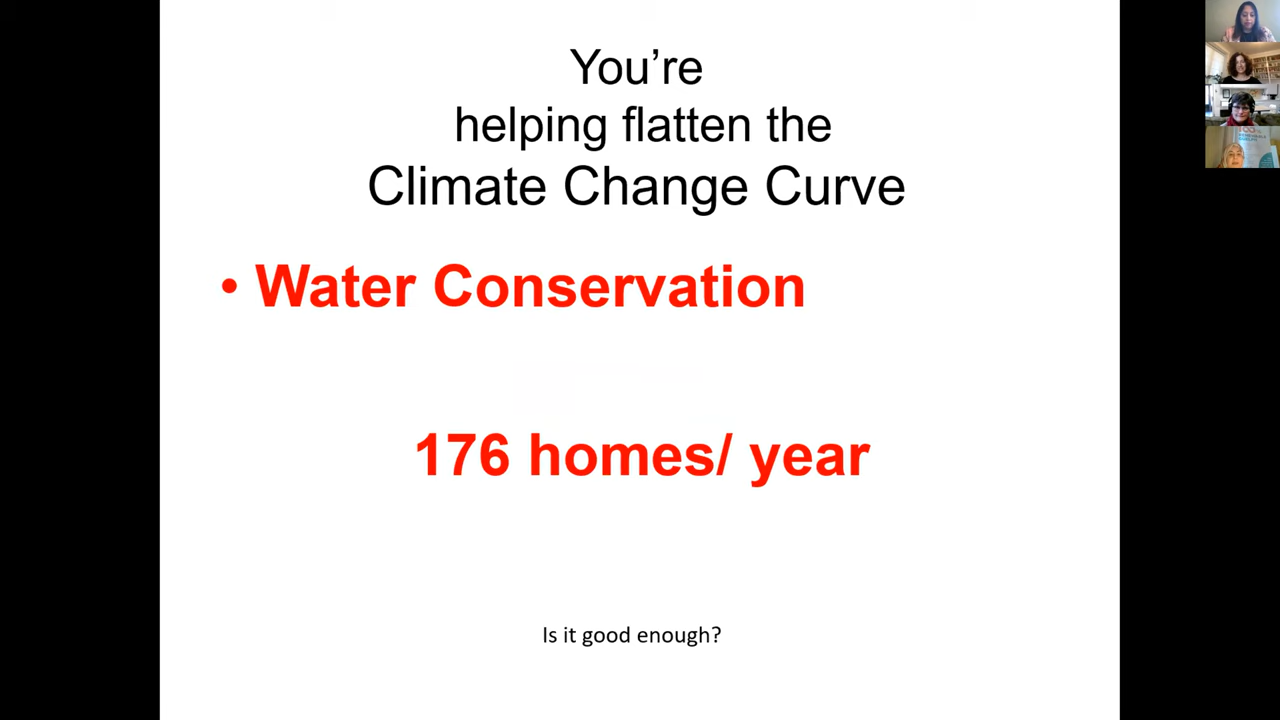 You’re
helping flatten the
Climate Change Curve
• Water Conservation
176 homes/ year
Is it good enough?